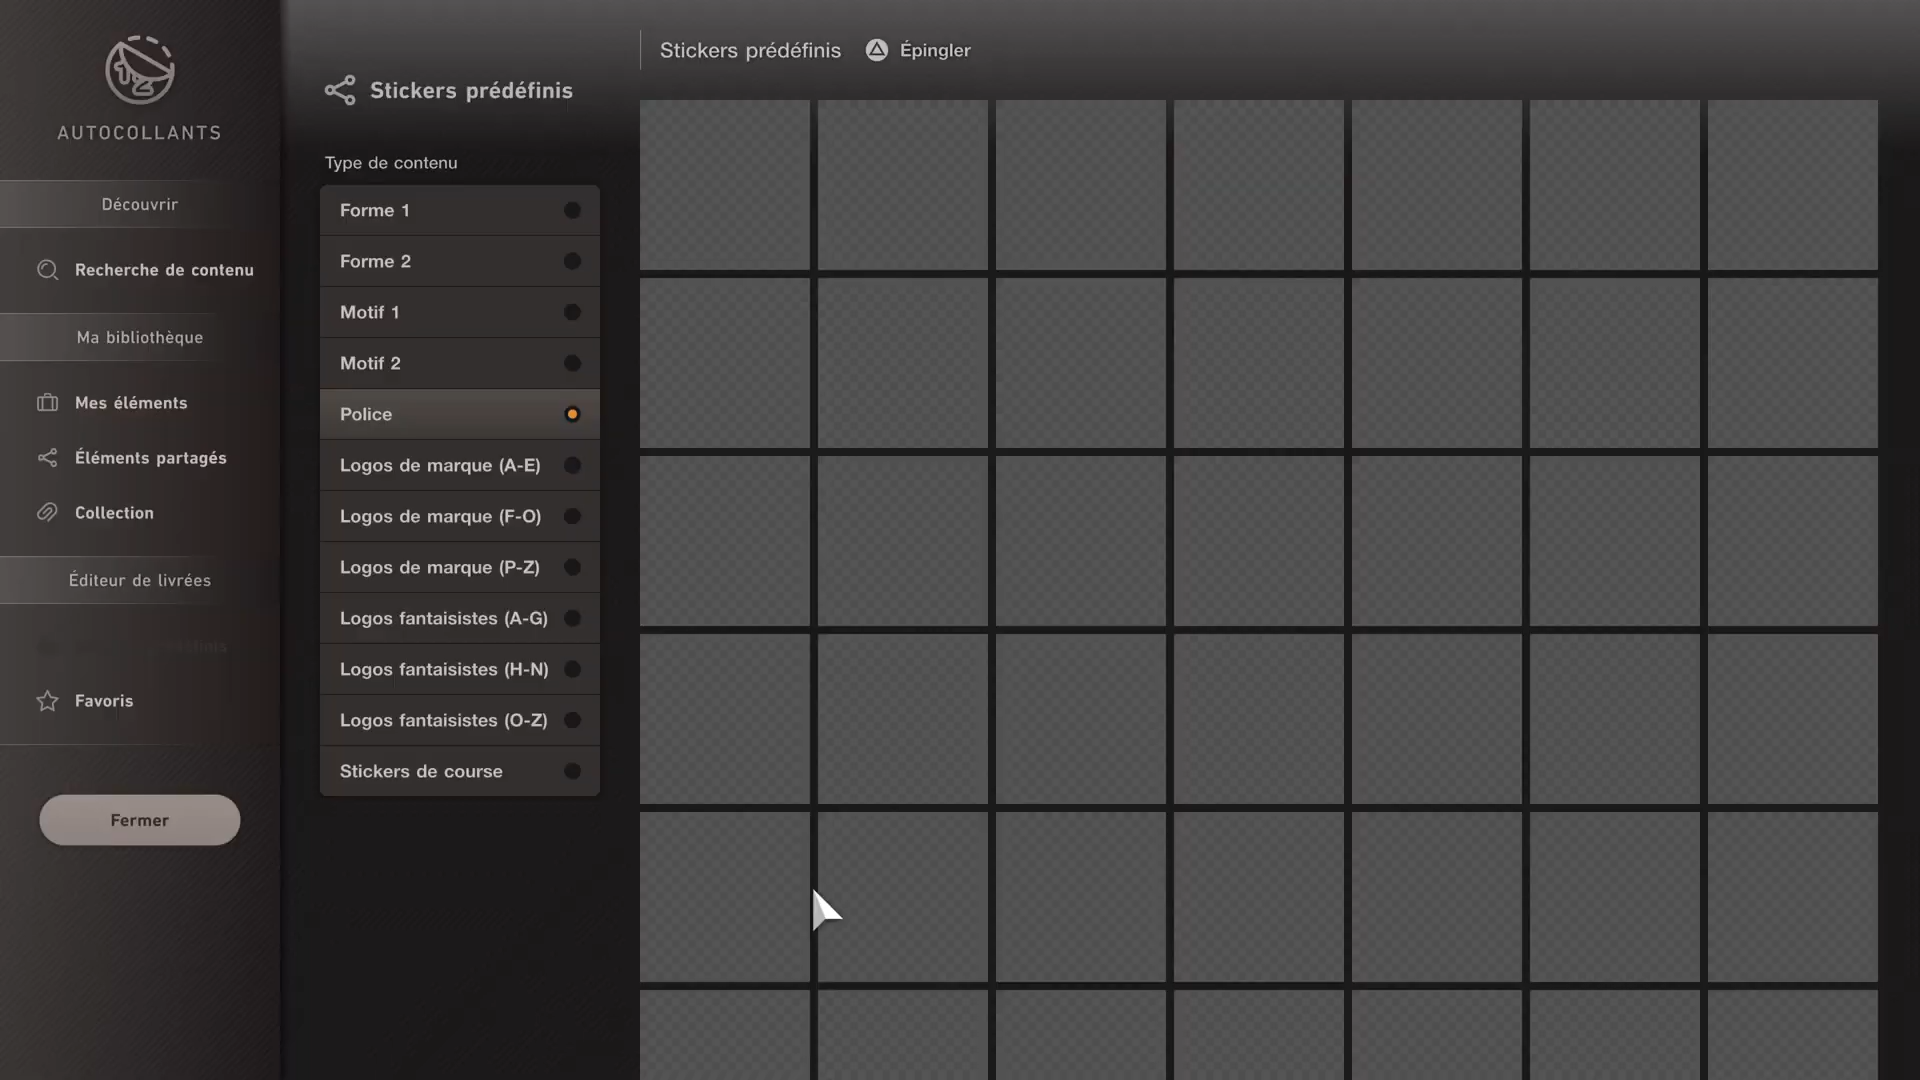 AUTOCOLLANTS
Découvrir
Recherche de contenu
Ma bibliothèque
Mes éléments
Éléments partagés
Collection
Éditeur de livrées
Favoris
Fermer
Stickers prédéfinis
Type de contenu
Forme 1
Forme 2
Motif 1
Motif 2
Police
Logos de marque (A-E)
Logos de marque (F-O)
Logos de marque (P-Z)
Logos fantaisistes (A-G)
Logos fantaisistes (H-N)
Logos fantaisistes (O-Z)
Stickers de course
Stickers prédéfinis Épingler